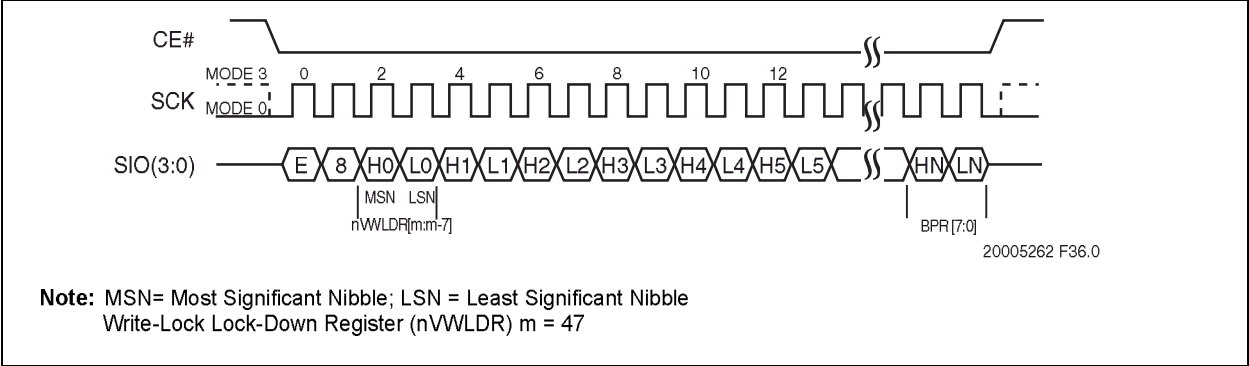 CE#
MODE 3 0 2 4 6 8 10 12
SCK
MODE 0
SIO(3:0) E 8 H0 L0 H1 L1 H2 L2 H3 L3 H4 L4 H5 L5 HN LN
MSN LSN
nVWLDR[m:m-7] BPR [7:0]
20005262 F36.0
Note: MSN= Most Significant Nibble; LSN = Least Significant Nibble
Write-Lock Lock-Down Register (nVWLDR) m = 47